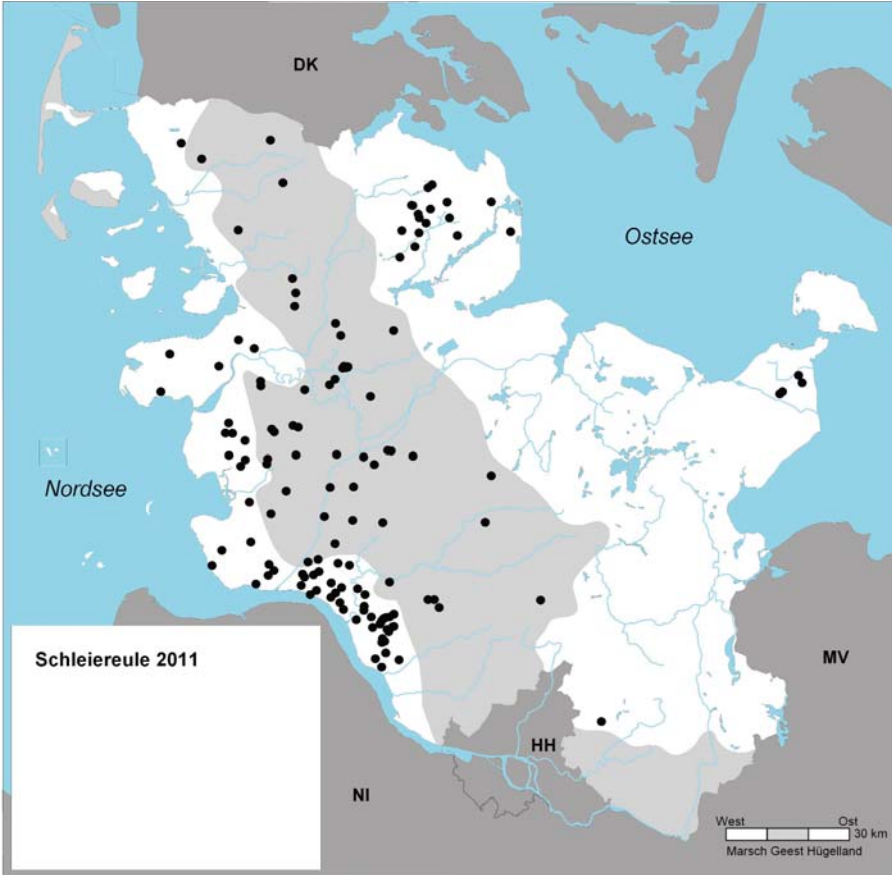 DK
Ostsee
Nordsee
Schleiereule 2011
MV
HH
NI
West Ost
30 km
Marsch Geest Hügelland